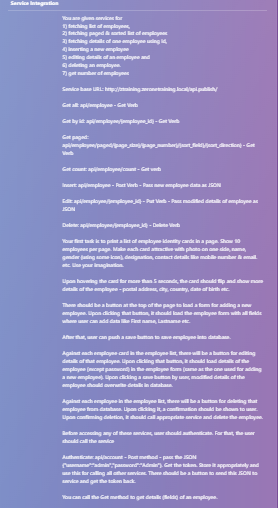 Service Integration
You are given services for
1) fetching list of employees,
2) fetching paged & sorted list of employees
3) fetching details of one employee using id,
4) inserting a new employee
5) editing details of an employee and
6) deleting an employee.
7) get number of employees
Service base URL:
Get all: api/employee – Get Verb
Get by id: api/employee/{employee_id} – Get Verb
Get paged:
api/employee/paged/{page_size}/{page_number}/{sort_field}/{sort_direction} – Get
Verb
Get count: api/employee/count – Get verb
Insert: api/employee – Post Verb – Pass new employee data as JSON
Edit: api/employee/{employee_id} – Put Verb – Pass modified details of employee as
JSON
Delete: api/employee/{employee_id} – Delete Verb
Your first task is to print a list of employee identity cards in a page. Show 10
employees per page. Make each card attractive with photo on one side, name,
gender (using some icon), designation, contact details like mobile number & email.
etc. Use your imagination.
Upon hovering the card for more than 5 seconds, the card should flip and show more
details of the employee – postal address, city, country, date of birth etc.
There should be a button at the top of the page to load a form for adding a new
employee. Upon clicking that button, it should load the employee form with all fields
where user can add data like First name, Lastname etc.
After that, user can push a save button to save employee into database.
Against each employee card in the employee list, there will be a button for editing
details of that employee. Upon clicking that button, it should load details of the
employee (except password) in the employee form (same as the one used for adding
a new employee). Upon clicking a save button by user, modified details of the
employee should overwrite details in database.
Against each employee in the employee list, there will be a button for deleting that
employee from database. Upon clicking it, a confirmation should be shown to user.
Upon confirming deletion, it should call appropriate service and delete the employee.
Before accessing any of these services, user should authenticate. For that, the user
should call the service
Authenticate: api/account – Post method – pass the JSON
{"username":"admin","password":"Admin"}. Get the token. Store it appropriately and
use this for calling all other services. There should be a button to send this JSON to
service and get the token back.
You can call the Get method to get details (fields) of an employee.